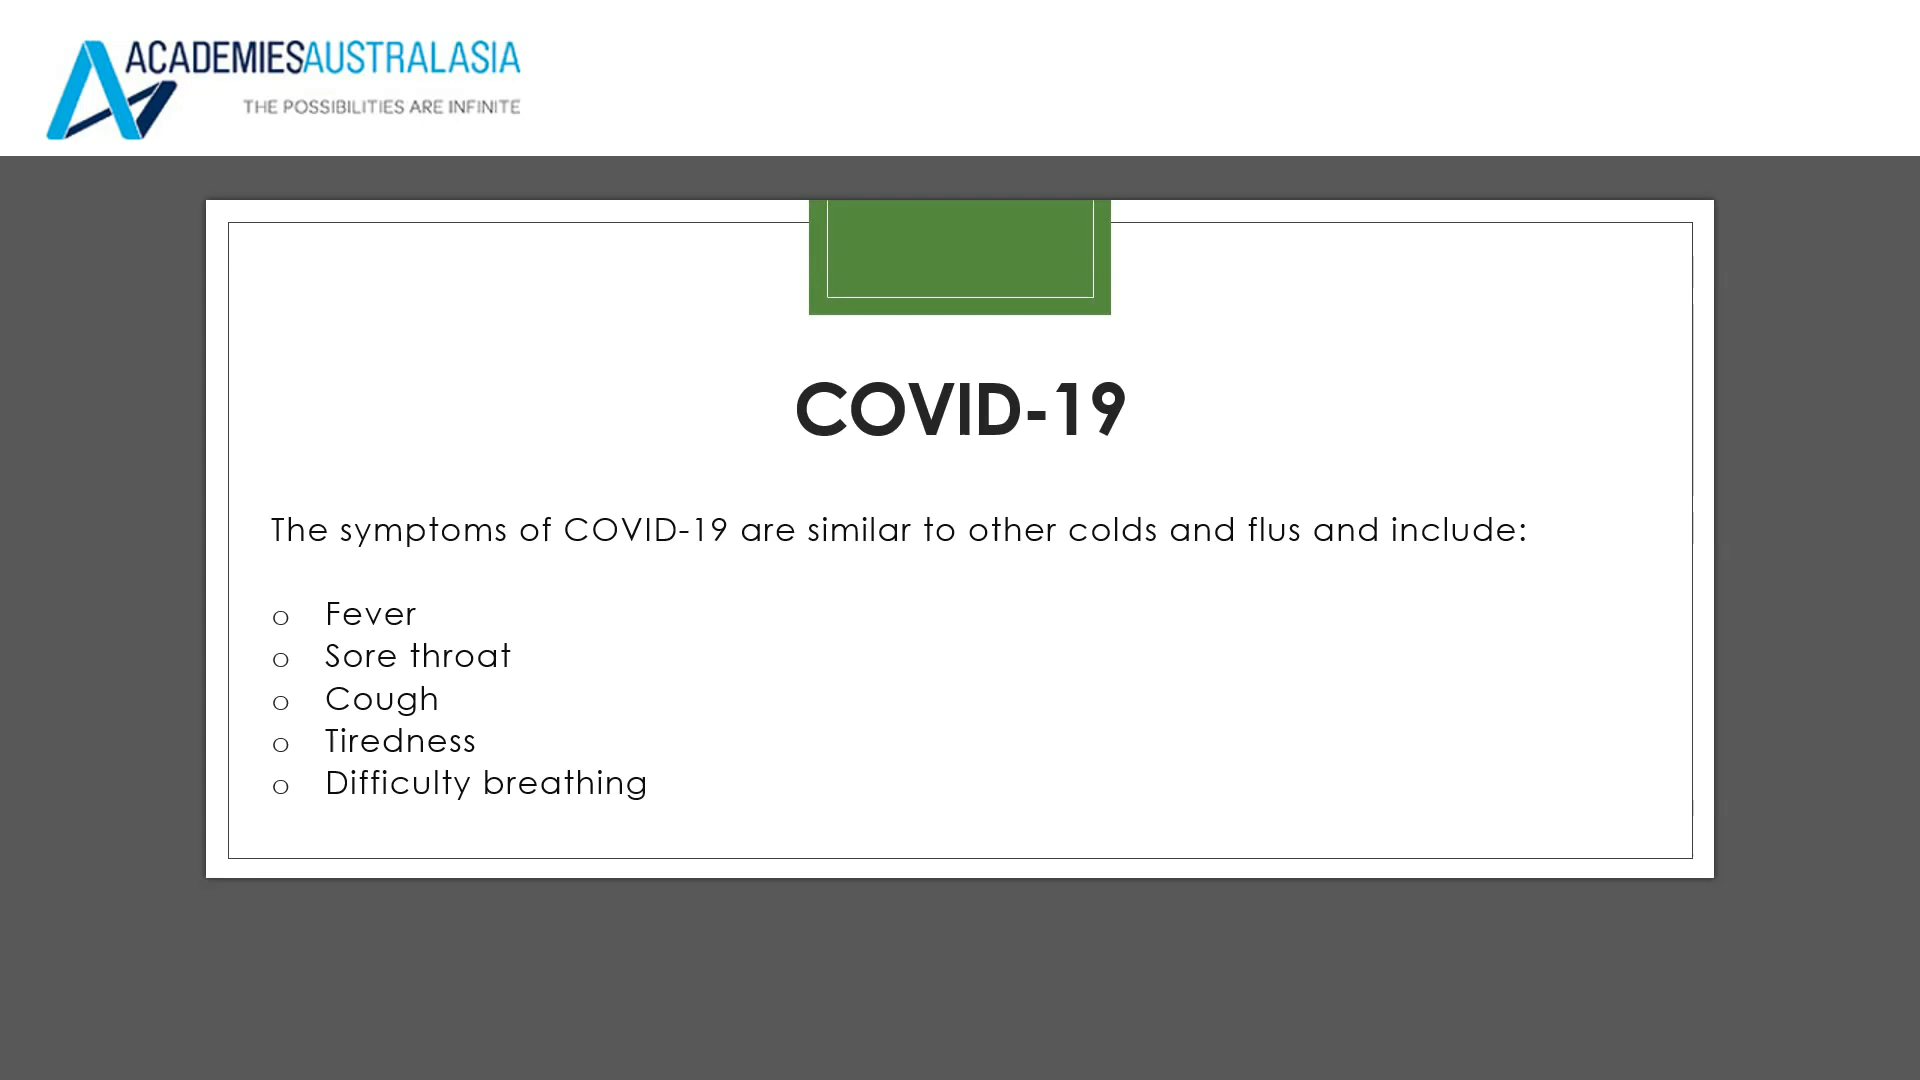 ACADEMIESAUSTRALASIA
THE POSSIBILITIES ARE INFINITE
COVID-19
The symptoms of COVID-19 are similar to other colds and flus and include:
o Fever
o Sore throat
o Cough
o Tiredness
o Difficulty breathing